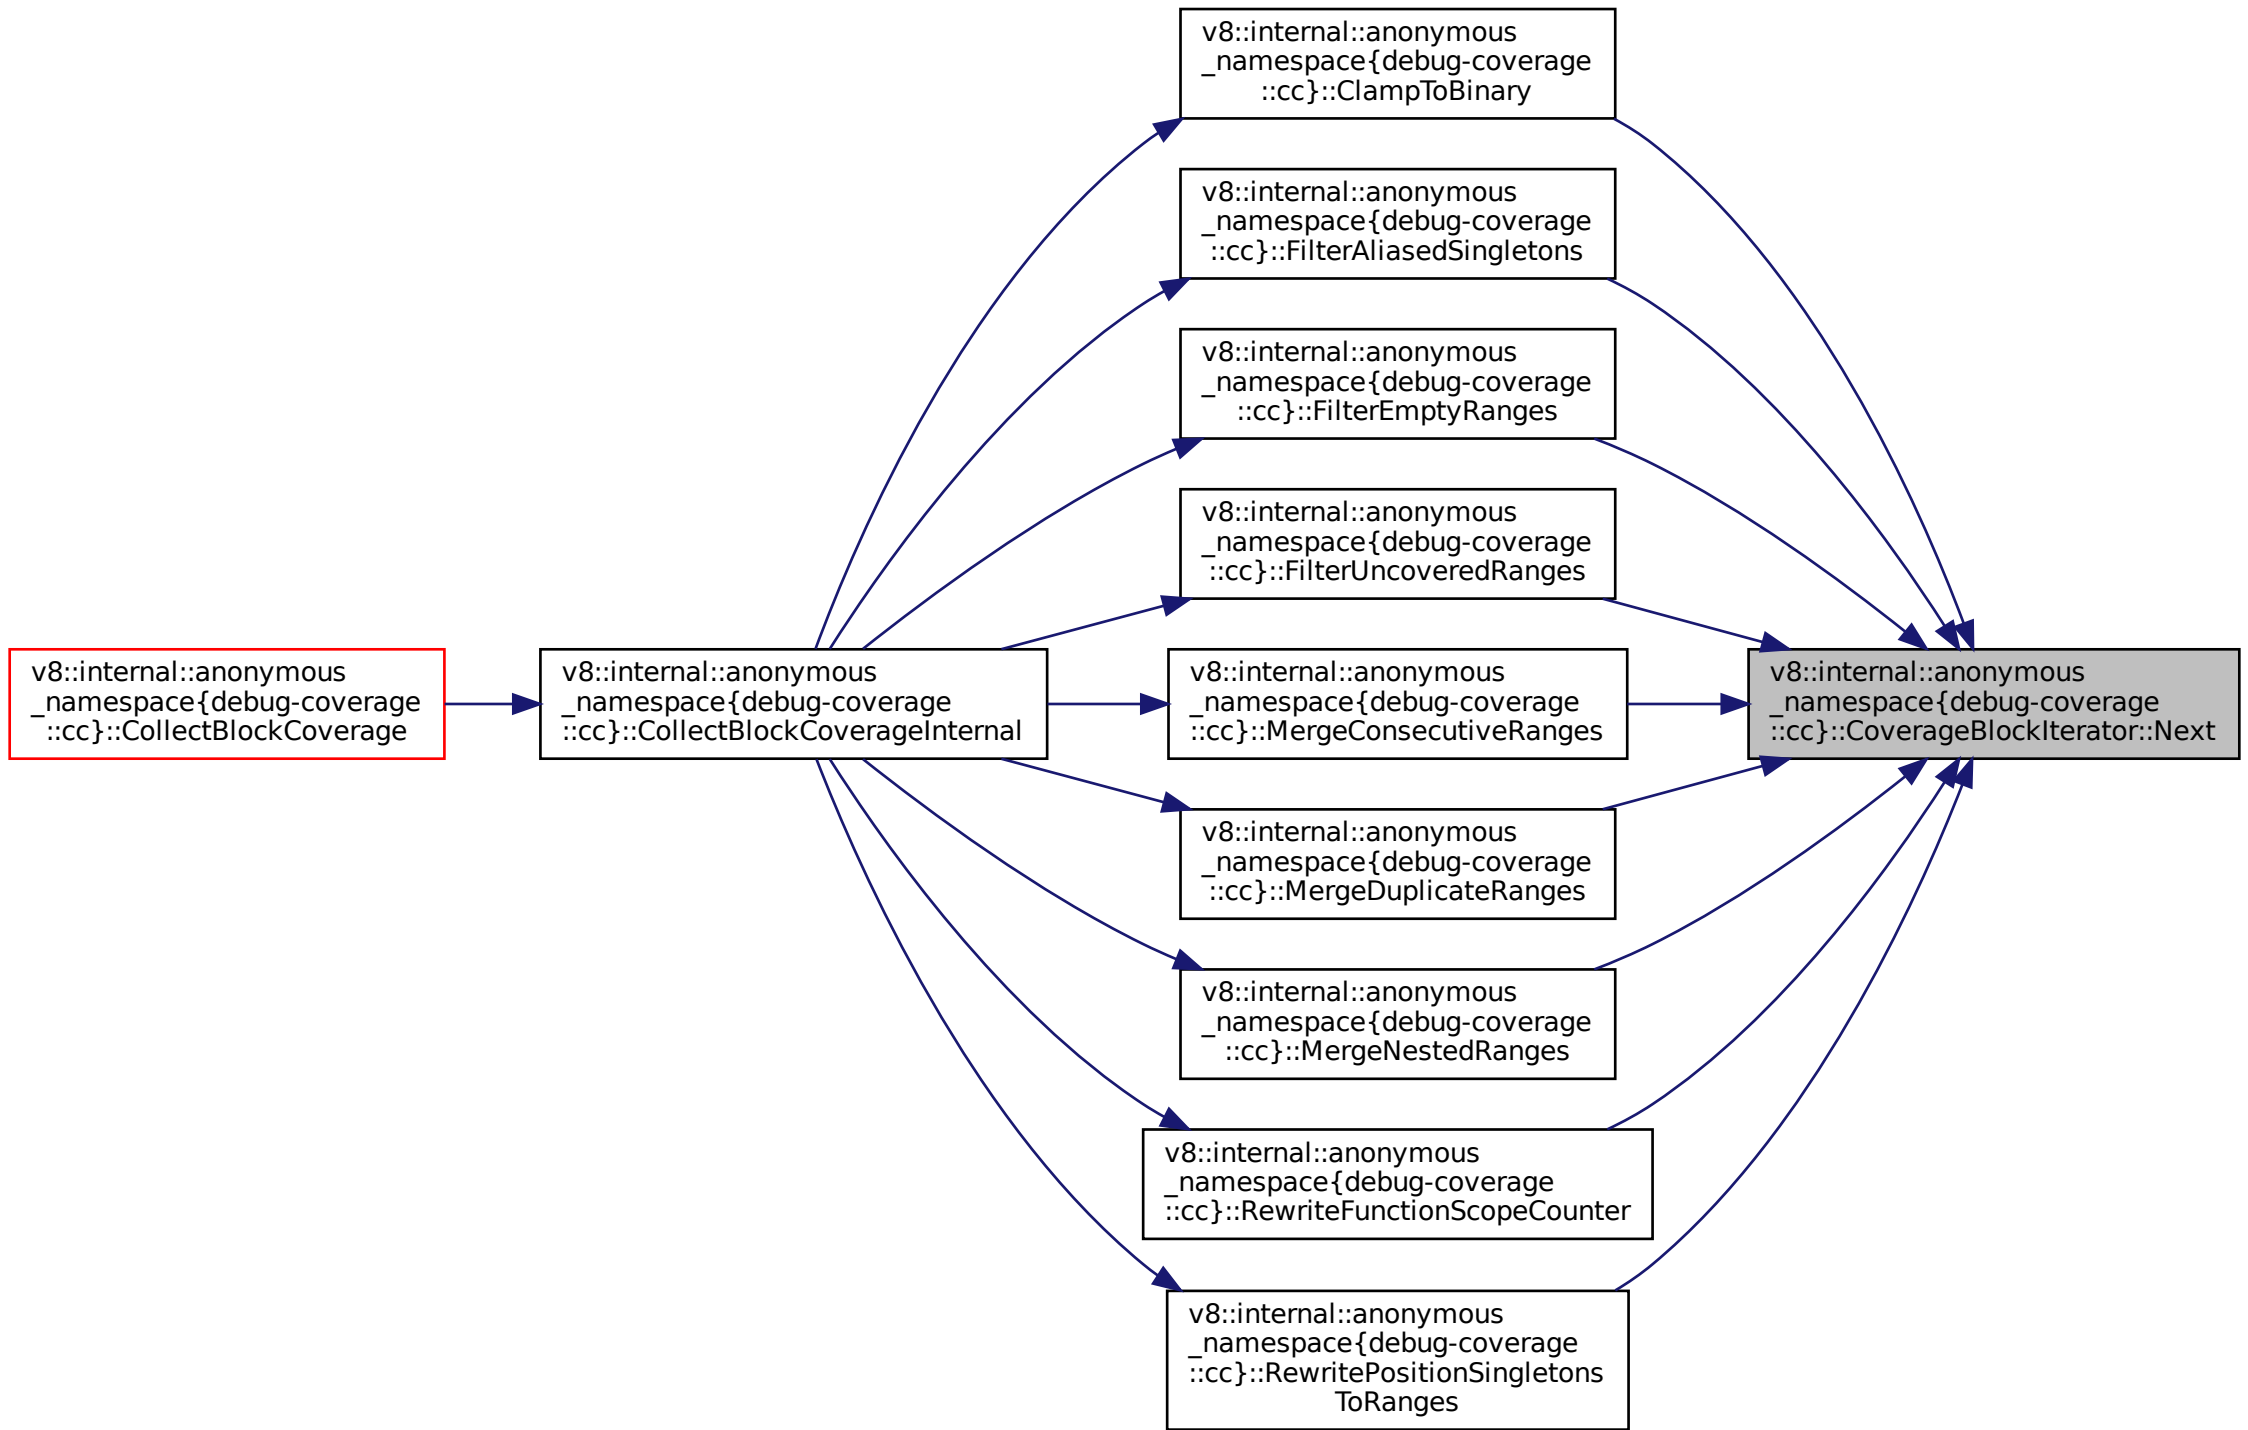 v8::internal::anonymous
_namespace{debug-coverage
::cc}::ClampToBinary
v8::internal::anonymous
_namespace{debug-coverage
::cc}::FilterAliasedSingletons
v8::internal::anonymous
_namespace{debug-coverage
::cc}::FilterEmptyRanges
v8::internal::anonymous
_namespace{debug-coverage
::cc}::FilterUncoveredRanges
v8::internal::anonymous
_namespace{debug-coverage
::cc}::CollectBlockCoverage
v8::internal::anonymous
_namespace{debug-coverage
::cc}::CollectBlockCoverageInternal
v8::internal::anonymous
_namespace{debug-coverage
::cc}::MergeConsecutiveRanges
v8::internal::anonymous
_namespace{debug-coverage
::cc}::CoverageBlockIterator::Next
v8::internal::anonymous
_namespace{debug-coverage
::cc}::MergeDuplicateRanges
v8::internal::anonymous
_namespace{debug-coverage
::cc}::MergeNestedRanges
v8::internal::anonymous
_namespace{debug-coverage
::cc}::RewriteFunctionScopeCounter
v8::internal::anonymous
_namespace{debug-coverage
::cc}::RewritePositionSingletons
ToRanges